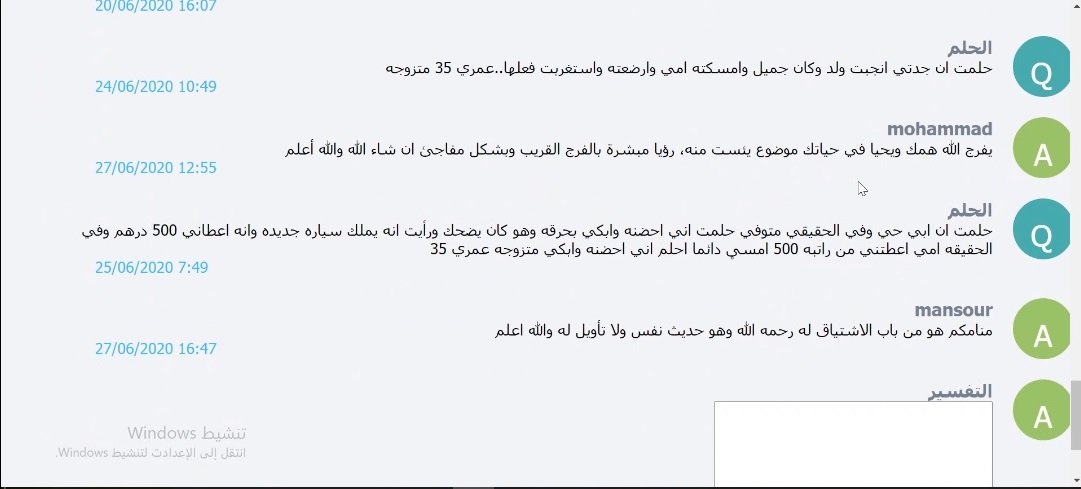 20/06/2020 16:07
الحلم
Q
حلمت ان جدتي انجبت ولد وكان جميل وامسكته امي وارضعته واستغربت فعلها..عمري 35 متزوجه
24/06/2020 10:49
mohammad
A
يفرج الله همك ويحيا في حياتك موضوع يئست منه، رؤيا مبشرة بالفرج القريب وبشكل مفاجئ ان شاء الله والله أعلم
27/06/2020 12:55
الحلم
Q
حلمت ان ابي حي وفي الحقيقي متوفي حلمت اني احضنه وابكي بحرقه وهو كان يضحك ورأيت انه يملك سياره جديده وانه اعطاني 500 درهم وفي
الحقيقه امي اعطتني من راتبه 500 امسي دائما احلم اني احضنه وابكي متزوجه عمري 35
25/06/2020 7:49
mansour
A
منامكم هو من باب الاشتياق له رحمه الله وهو حديث نفس ولا تأويل له والله اعلم
27/06/2020 16:47
التفسير
A
تنشيط Windows
انتقل إلى الإعدادت لتنشيط Windows.